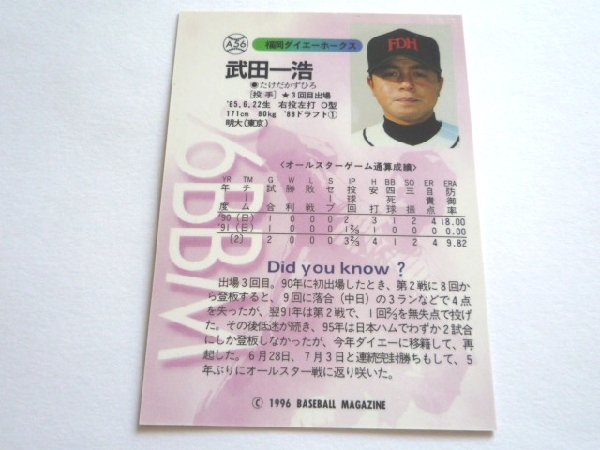 A56
福岡ダイエーホークス
FDH
武田一浩
●たけだかずひろ
[投手] ★3回目出場
'65.6.22生 右投左打 O型
171cm 80kg '88ドラフト①
明大(東京)
'96 BBM
〈オールスターゲーム通算成績〉
YR TM G W L S IP H BB SO ER ERA
年度 チーム 試合 勝利 敗戦 セーブ 投球回 安打 四死球 三振 自責点 防御率
'90 (日) 1 0 0 0 2 3 1 2 4 18.00
'91 (日) 1 0 0 0 1⅔ 1 0 0 0 0.00
[2] 2 0 0 0 3⅔ 4 1 2 4 9.82
Did you know ?
出場3回目。90年に初出場したとき、第2戦に8回
から登板すると、9回に落合(中日)の3ランなどで4点
を失ったが、翌91年は第2戦で、1回⅔を無失点で投げ
た。その後低迷が続き、95年は日本ハムでわずか2試合
にしか登板しなかったが、今年ダイエーに移籍して、再
起した。6月28日、7月3日と連続完封勝ちもして、5
年ぶりにオールスター戦に返り咲いた。
© 1996 BASEBALL MAGAZINE